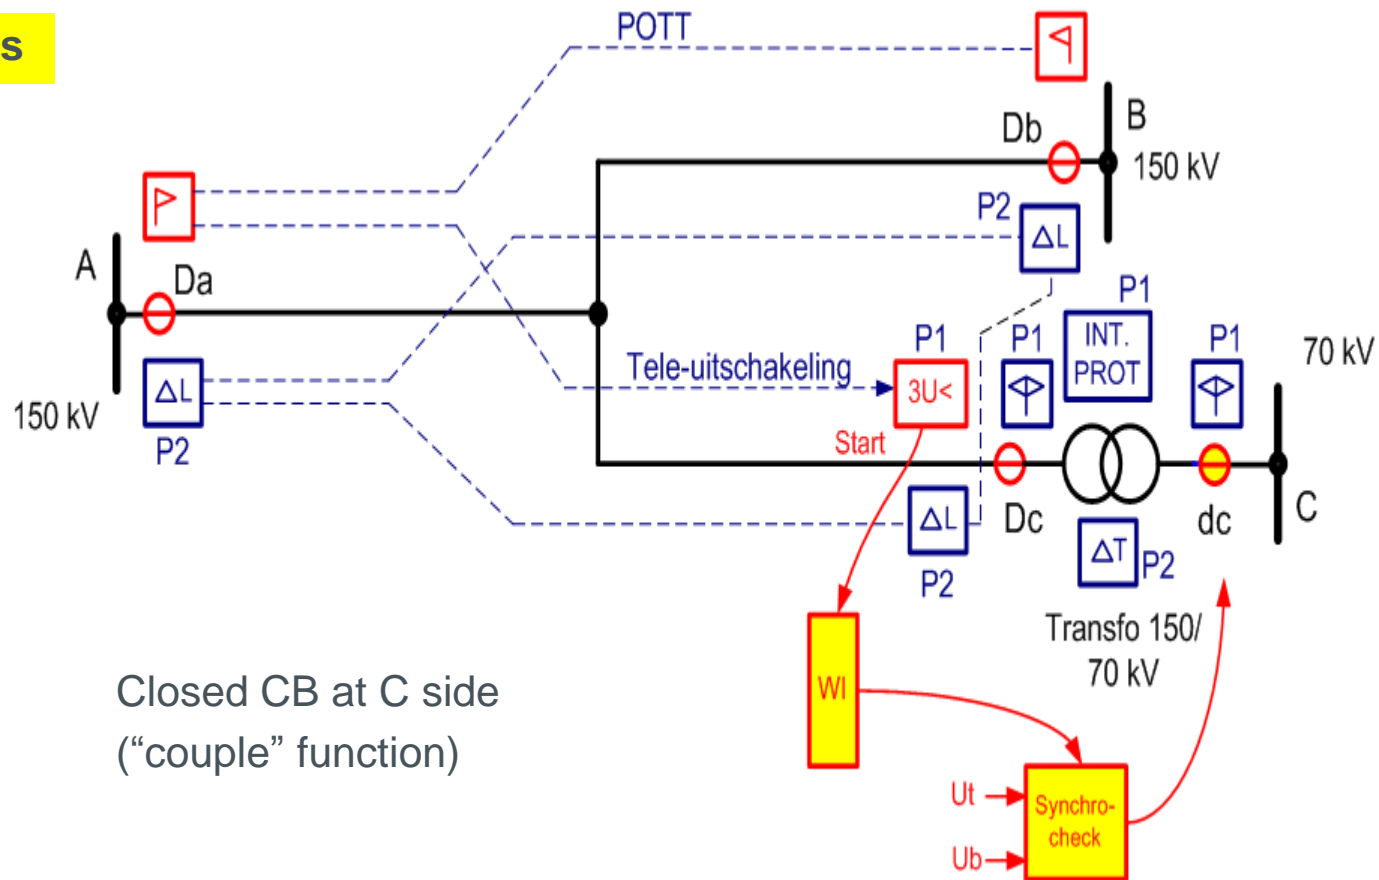 s
POTT
Db
B
150 kV
P2
ΔL
A
Da
P1
INT.
PROT
P1
P1
P1
70 kV
Tele-uitschakeling
3U<
150 kV
ΔL
P2
Start
ΔL
P2
Dc
dc
C
ΔT
P2
Transfo 150/
70 kV
WI
Closed CB at C side
(“couple” function)
Ut
Ub
Synchro-
check